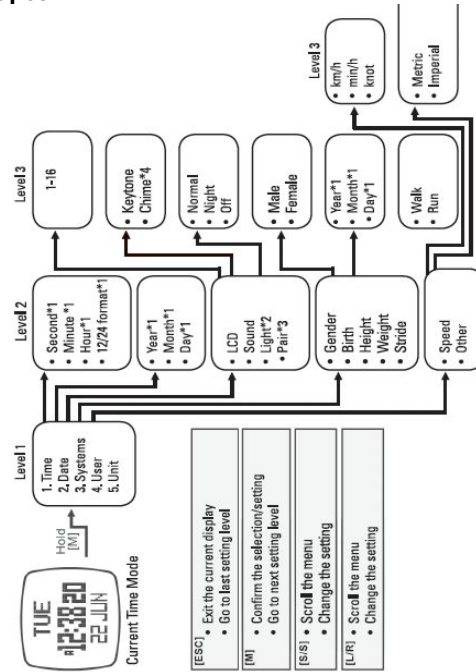 Current Time Mode
TUE
A 12:38 20
22 JUN
Hold
[M]
Level 1
1. Time
2. Date
3. Systems
4. User
5. Unit
Level 2
• Second*1
• Minute*1
• Hour*1
• 12/24 format*1
• Year*1
• Month*1
• Day*1
• LCD
• Sound
• Light*2
• Pair*3
• Gender
• Birth
• Height
• Weight
• Stride
• Speed
• Other
Level 3
1-16
• Keytone
• Chime*4
• Normal
• Night
• Off
• Male
• Female
• Year*1
• Month*1
• Day*1
• Walk
• Run
Level 3
• km/h
• min/h
• knot
• Metric
• Imperial
[ESC]
• Exit the current display
• Go to last setting level
[M]
• Confirm the selection/setting
• Go to next setting level
[S/S]
• Scroll the menu
• Change the setting
[L/R]
• Scroll the menu
• Change the setting